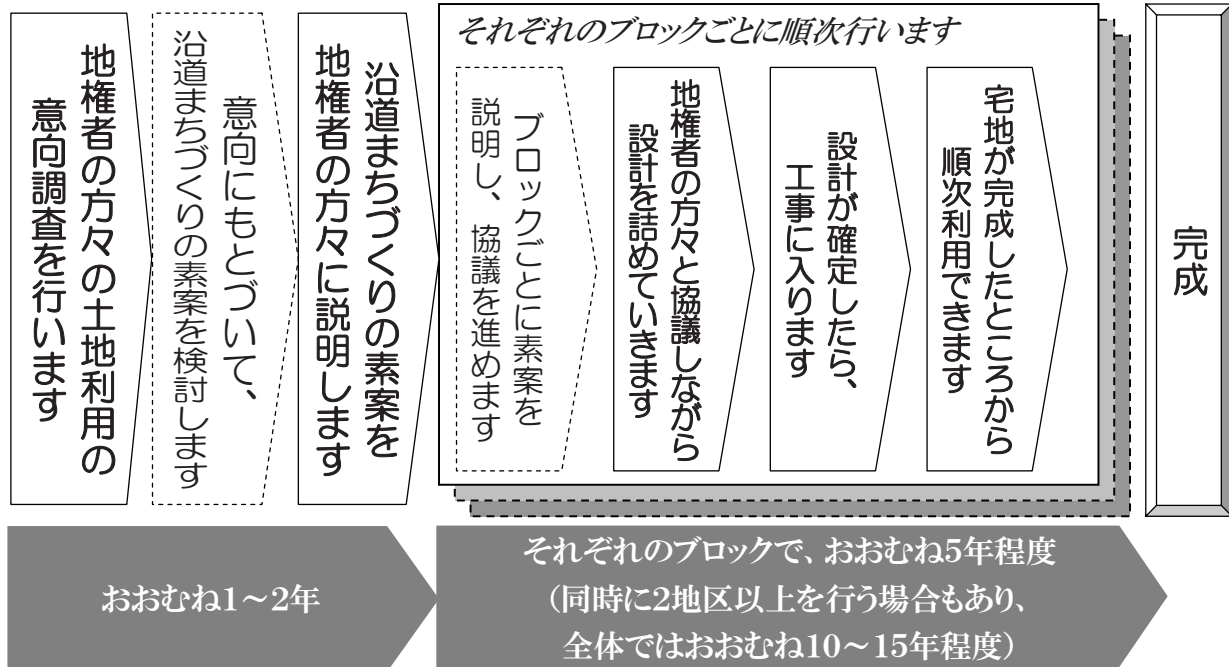 地権者の方々の土地利用の
意向調査を行います
意向にもとづいて、
沿道まちづくりの素案を検討します
沿道まちづくりの素案を
地権者の方々に説明します
それぞれのブロックごとに順次行います
ブロックごとに素案を
説明し、協議を進めます
地権者の方々と協議しながら
設計を詰めていきます
設計が確定したら、
工事に入ります
宅地が完成したところから
順次利用できます
完成
おおむね1～2年
それぞれのブロックで、おおむね5年程度
（同時に2地区以上を行う場合もあり、
全体ではおおむね10～15年程度）